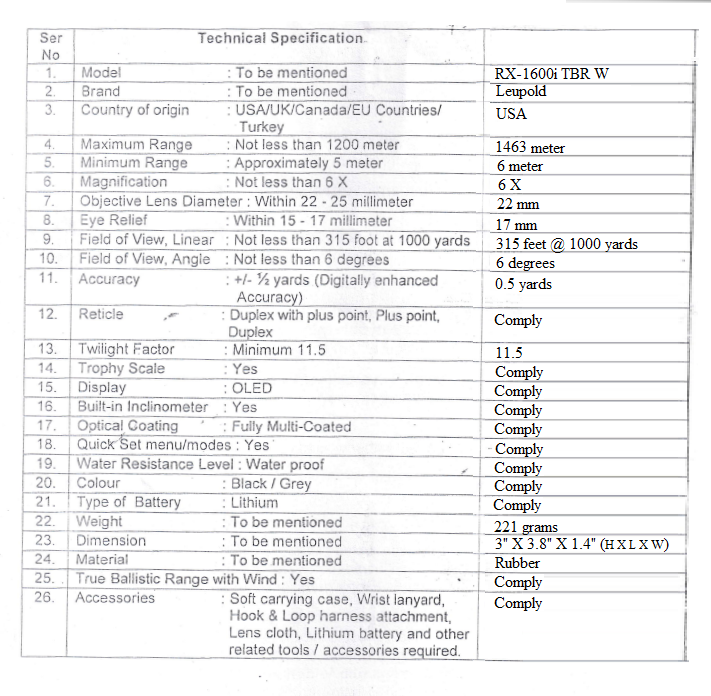 Ser Technical Specification
No
1. Model : To be mentioned RX-1600i TBR W
2. Brand : To be mentioned Leupold
3. Country of origin : USA/UK/Canada/EU Countries/ USA
Turkey
4. Maximum Range : Not less than 1200 meter 1463 meter
5. Minimum Range : Approximately 5 meter 6 meter
6. Magnification : Not less than 6 X 6 X
7. Objective Lens Diameter : Within 22 - 25 millimeter 22 mm
8. Eye Relief : Within 15 - 17 millimeter 17 mm
9. Field of View, Linear : Not less than 315 foot at 1000 yards 315 feet @ 1000 yards
10. Field of View, Angle : Not less than 6 degrees 6 degrees
11. Accuracy : +/- ½ yards (Digitally enhanced 0.5 yards
Accuracy)
12. Reticle : Duplex with plus point, Plus point, Comply
Duplex
13. Twilight Factor : Minimum 11.5 11.5
14. Trophy Scale : Yes Comply
15. Display : OLED Comply
16. Built-in Inclinometer : Yes Comply
17. Optical Coating : Fully Multi-Coated Comply
18. Quick Set menu/modes : Yes Comply
19. Water Resistance Level : Water proof Comply
20. Colour : Black / Grey Comply
21. Type of Battery : Lithium Comply
22. Weight : To be mentioned 221 grams
23. Dimension : To be mentioned 3" X 3.8" X 1.4" (H X L X W)
24. Material : To be mentioned Rubber
25. True Ballistic Range with Wind : Yes Comply
26. Accessories : Soft carrying case, Wrist lanyard, Comply
Hook & Loop harness attachment,
Lens cloth, Lithium battery and other
related tools / accessories required.